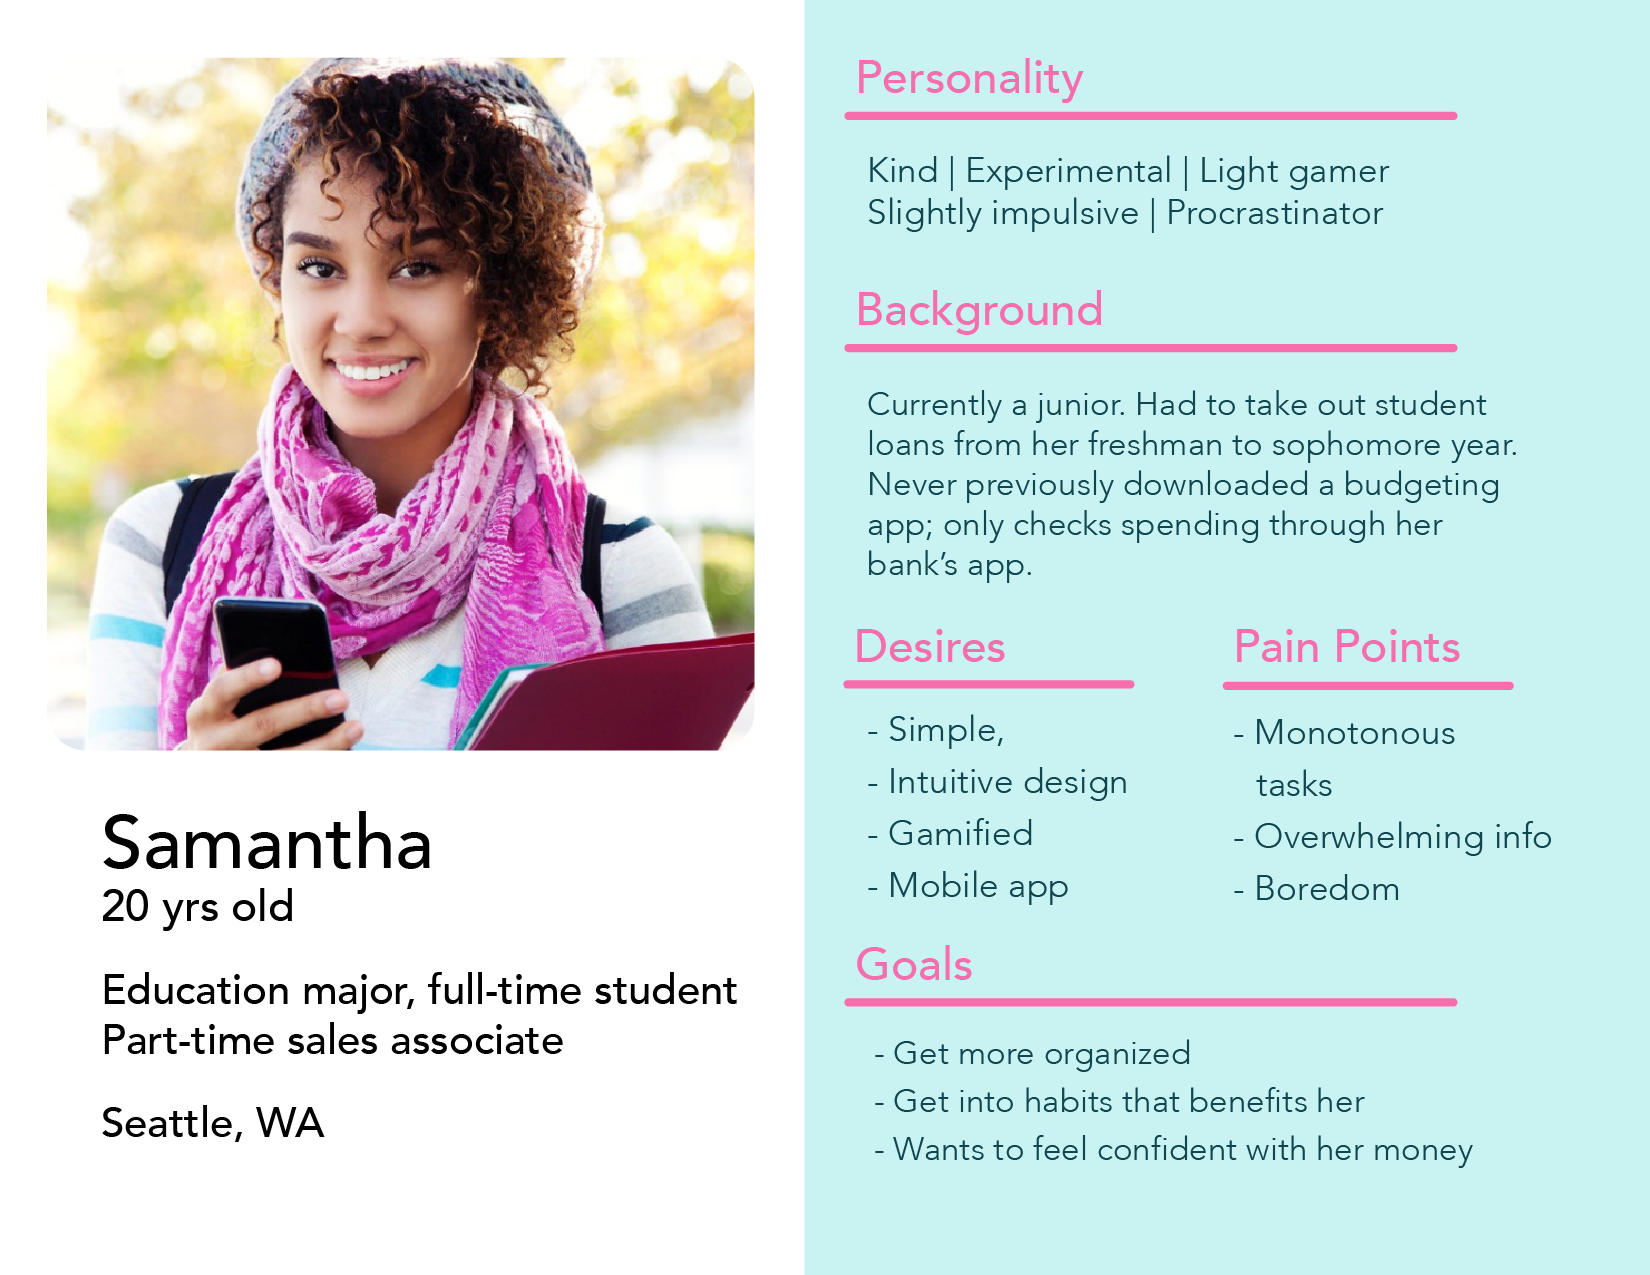 Samantha
20 yrs old
Education major, full-time student
Part-time sales associate
Seattle, WA
Personality
Kind | Experimental | Light gamer
Slightly impulsive | Procrastinator
Background
Currently a junior. Had to take out student
loans from her freshman to sophomore year.
Never previously downloaded a budgeting
app; only checks spending through her
bank’s app.
Desires
- Simple,
- Intuitive design
- Gamified
- Mobile app
Pain Points
- Monotonous
tasks
- Overwhelming info
- Boredom
Goals
- Get more organized
- Get into habits that benefits her
- Wants to feel confident with her money